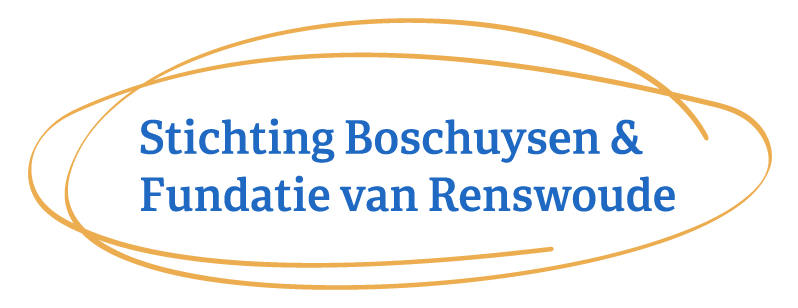 Stichting Boschuysen &
Fundatie van Renswoude